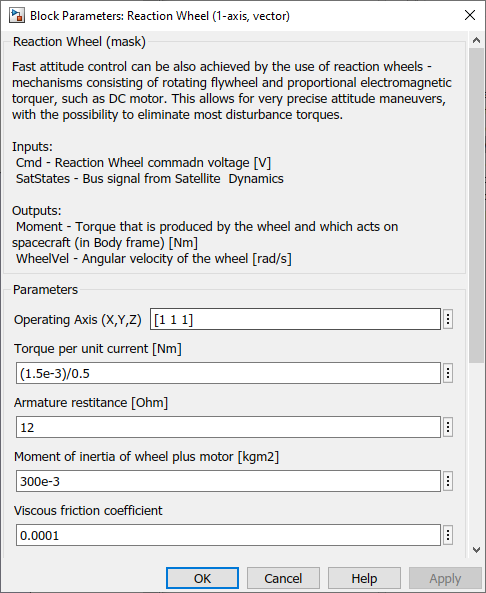 Block Parameters: Reaction Wheel (1-axis, vector)
Reaction Wheel (mask)
Fast attitude control can be also achieved by the use of reaction wheels -
mechanisms consisting of rotating flywheel and proportional electromagnetic
torquer, such as DC motor. This allows for very precise attitude maneuvers,
with the possibility to eliminate most disturbance torques.
Inputs:
Cmd - Reaction Wheel commadn voltage [V]
SatStates - Bus signal from Satellite  Dynamics
Outputs:
Moment - Torque that is produced by the wheel and which acts on
spacecraft (in Body frame) [Nm]
WheelVel - Angular velocity of the wheel [rad/s]
Parameters
Operating Axis (X,Y,Z) [1 1 1]
Torque per unit current [Nm]
(1.5e-3)/0.5
Armature restitance [Ohm]
12
Moment of inertia of wheel plus motor [kgm2]
300e-3
Viscous friction coefficient
0.0001
OK Cancel Help Apply